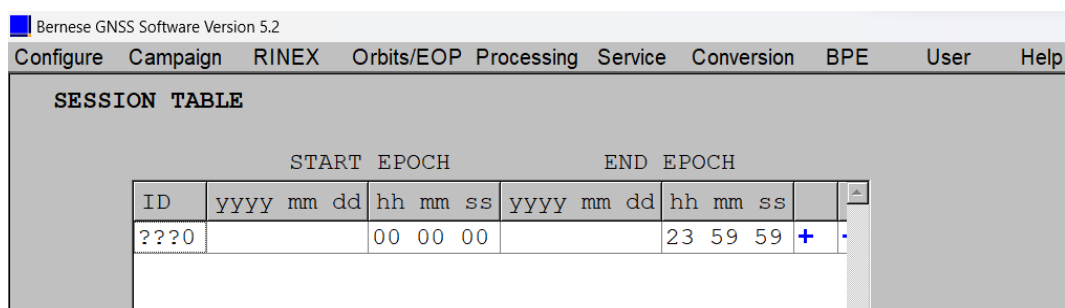 Bernese GNSS Software Version 5.2
Configure Campaign RINEX Orbits/EOP Processing Service Conversion BPE User Help
SESSION TABLE
START EPOCH END EPOCH
ID yyyy mm dd hh mm ss yyyy mm dd hh mm ss
???0 00 00 00 23 59 59 + -